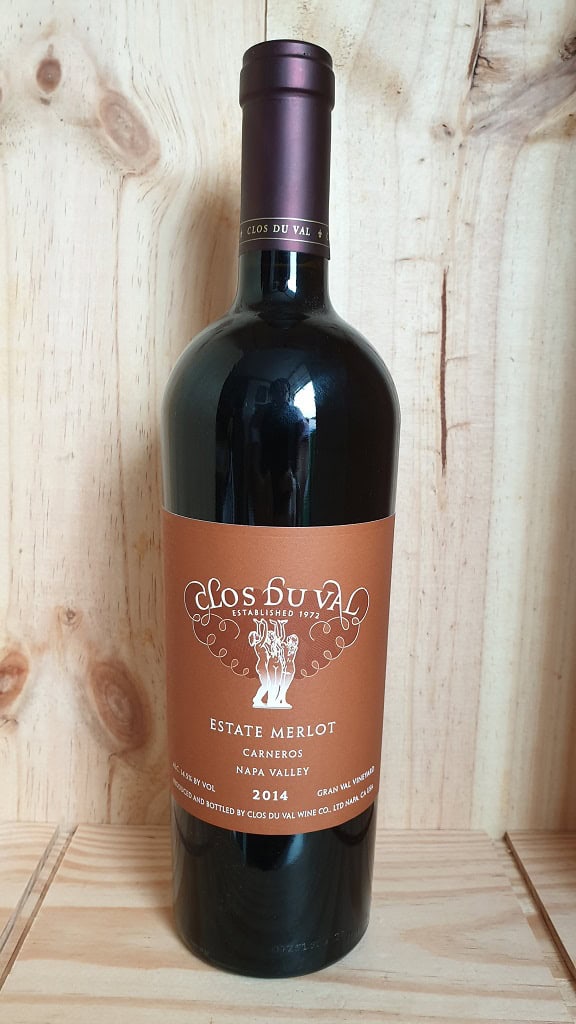 CLOS DU VAL
CLOS DU VAL
ESTABLISHED 1972
ESTATE MERLOT
CARNEROS
NAPA VALLEY
ALC 14.5% BY VOL
2014
GRAN VAL VINEYARD
PRODUCED AND BOTTLED BY CLOS DU VAL WINE CO., LTD NAPA, CA USA